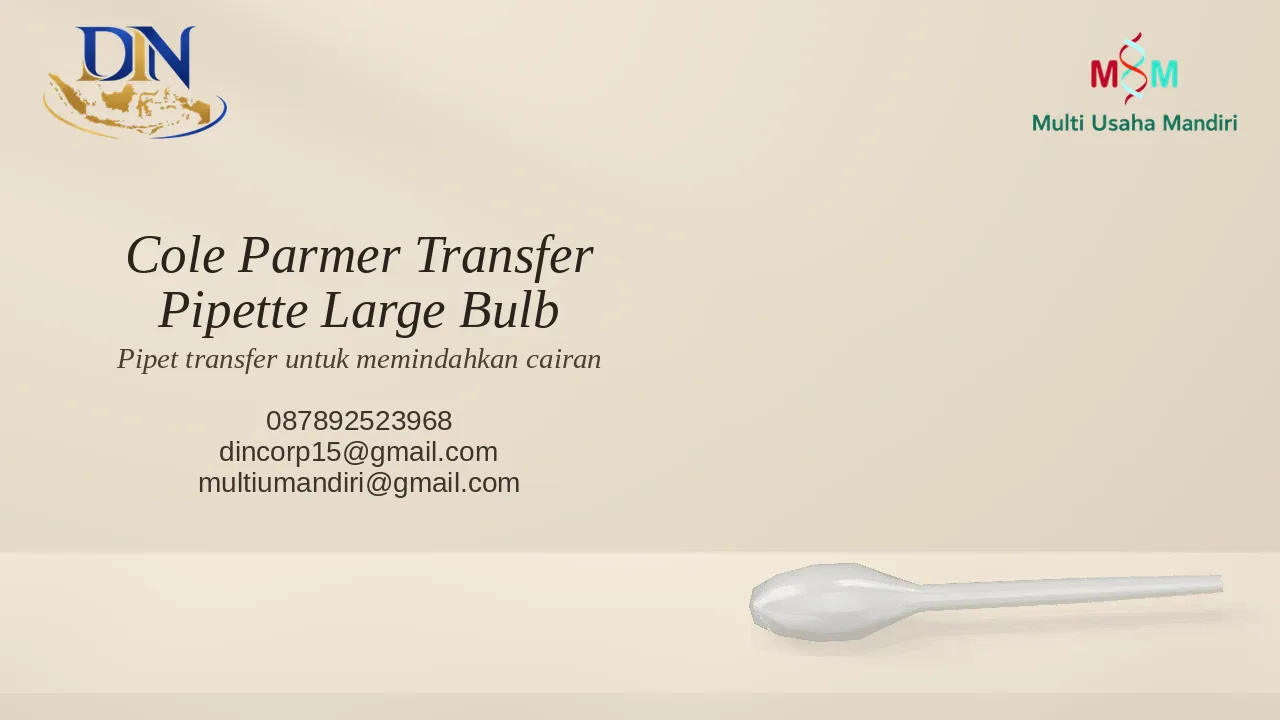 DIN
M M
Multi Usaha Mandiri
Cole Parmer Transfer
Pipette Large Bulb
Pipet transfer untuk memindahkan cairan
087892523968
dincorp15@gmail.com
multiumandiri@gmail.com